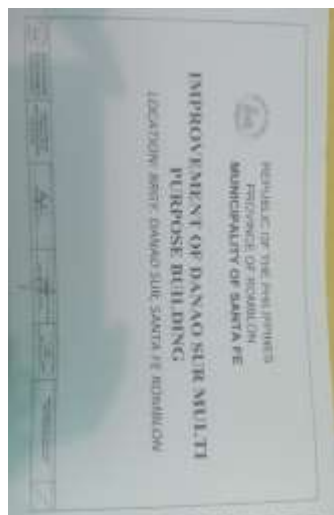 REPUBLIC OF THE PHILIPPINES
PROVINCE OF ROMBLON
MUNICIPALITY OF SANTA FE
IMPROVEMENT OF DANAO SUR MULTI
PURPOSE BUILDING
LOCATION: BRGY. DANAO SUR, SANTA FE ROMBLON